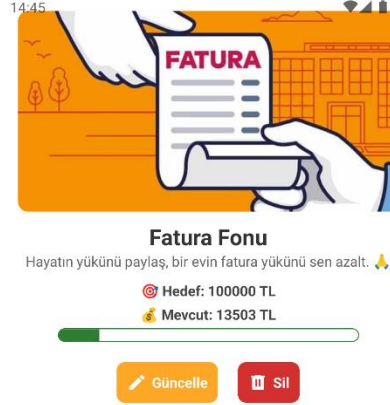 14:45
FATURA
Fatura Fonu
Hayatın yükünü paylaş, bir evin fatura yükünü sen azalt. 🙏
🎯 Hedef: 100000 TL
💰 Mevcut: 13503 TL
Güncelle
Sil